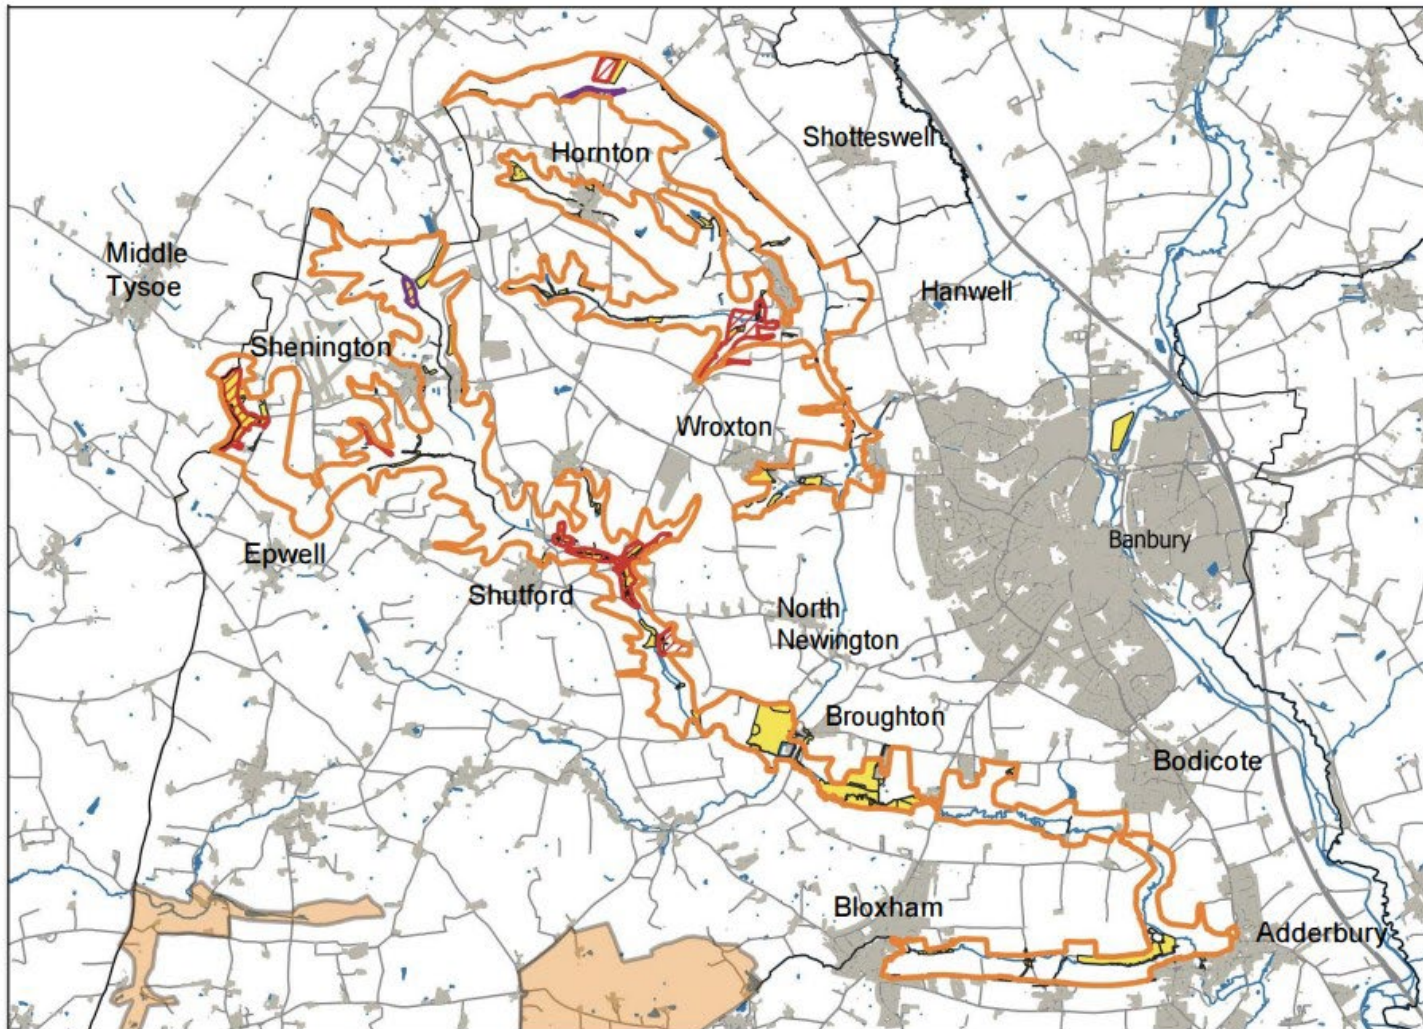 Shotteswell
Hornton
Middle
Tysoe
Hanwell
Shenington
Wroxton
Banbury
Epwell
Shutford
North
Newington
Broughton
Bodicote
Bloxham
Adderbury